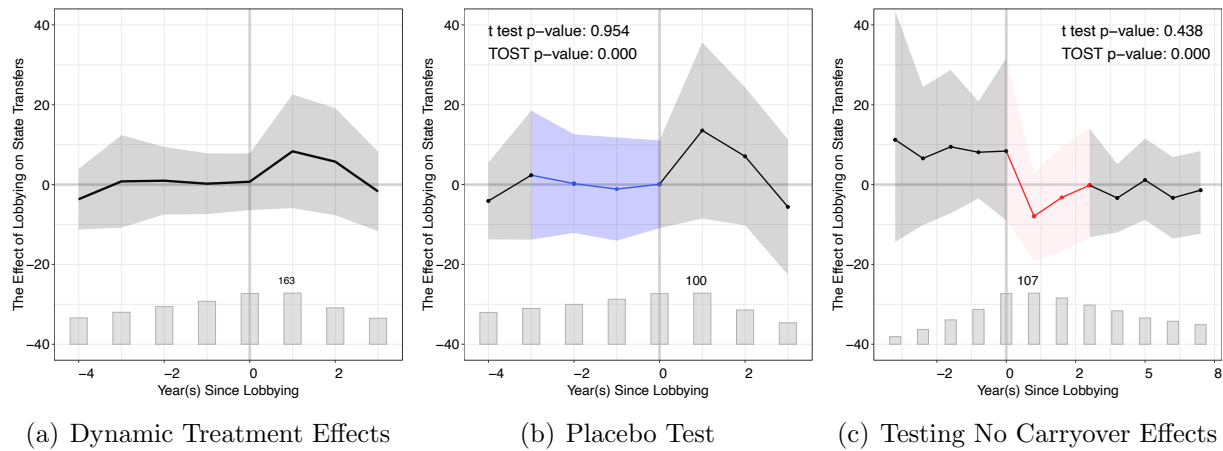 The Effect of Lobbying on State Transfers
40
20
0
−20
−40
163
−4
−2
0
2
Year(s) Since Lobbying
(a) Dynamic Treatment Effects
The Effect of Lobbying on State Transfers
40
20
0
−20
−40
t test p−value: 0.954
TOST p−value: 0.000
100
−4
−2
0
2
Year(s) Since Lobbying
(b) Placebo Test
The Effect of Lobbying on State Transfers
40
20
0
−20
−40
t test p−value: 0.438
TOST p−value: 0.000
107
−2
0
2
5
8
Year(s) Since Lobbying
(c) Testing No Carryover Effects